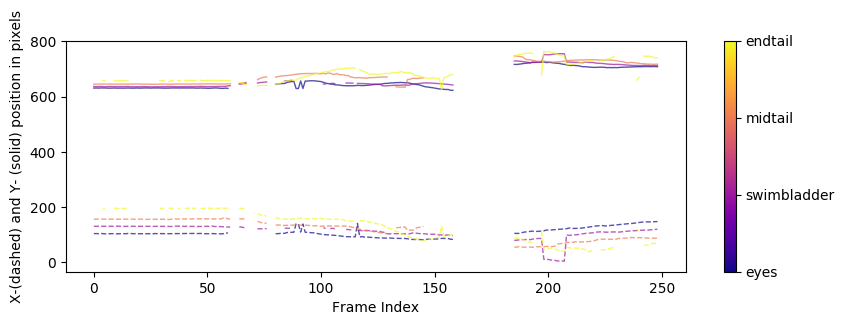 X-(dashed) and Y- (solid) position in pixels
800
600
400
200
0
0 50 100 150 200 250
Frame Index
endtail
midtail
swimbladder
eyes